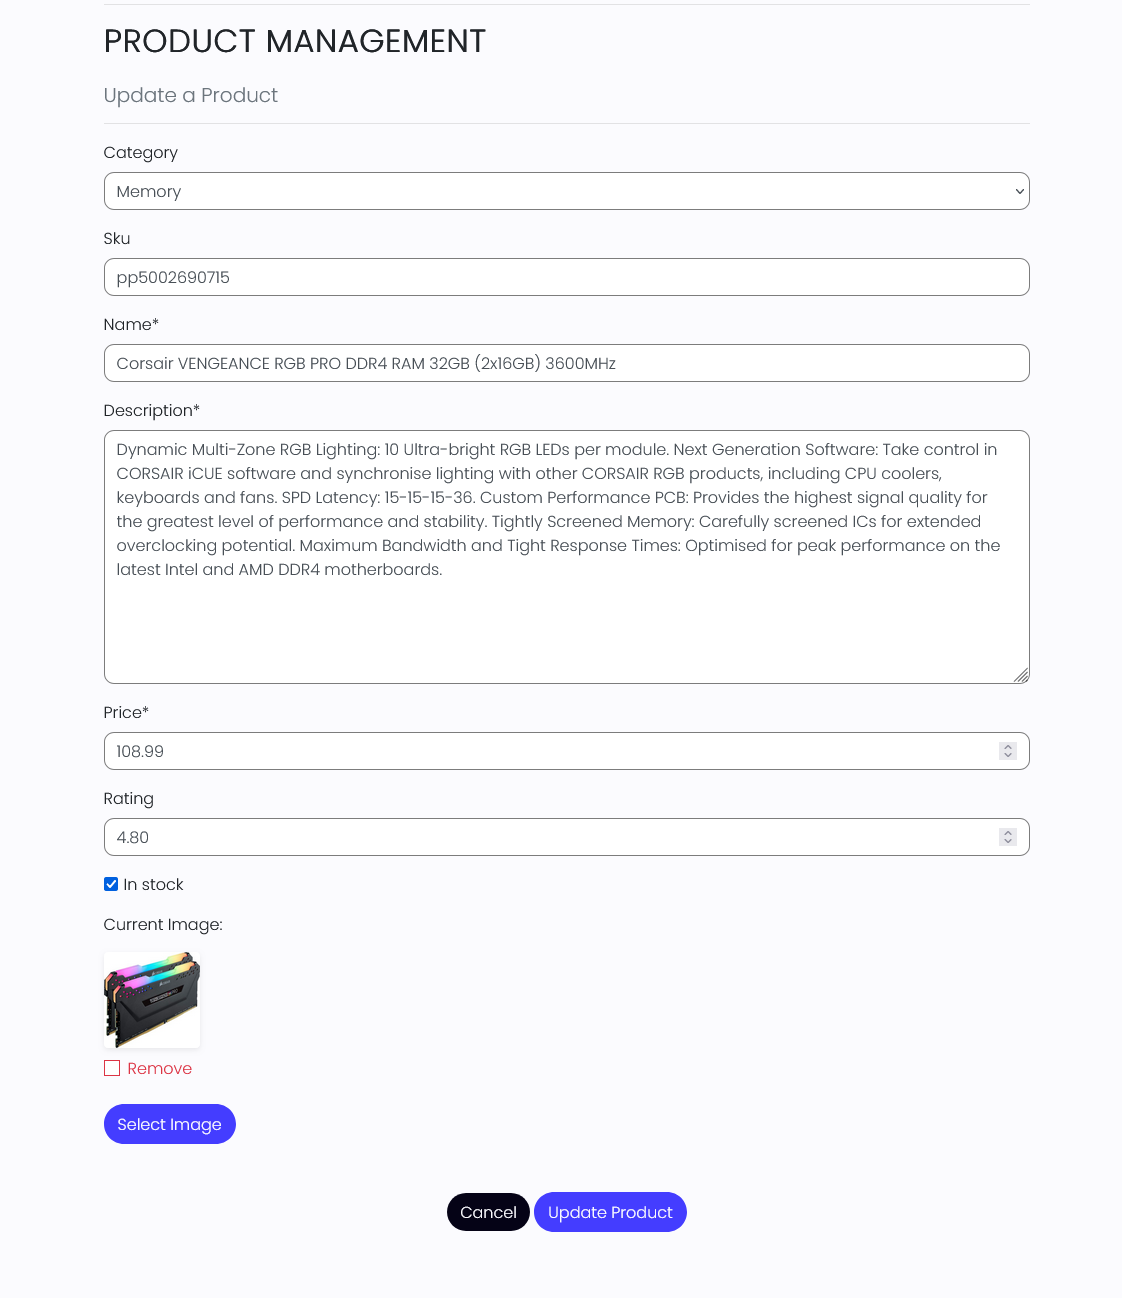 PRODUCT MANAGEMENT
Update a Product
Category
Memory
Sku
pp5002690715
Name*
Corsair VENGEANCE RGB PRO DDR4 RAM 32GB (2x16GB) 3600MHz
Description*
Dynamic Multi-Zone RGB Lighting: 10 Ultra-bright RGB LEDs per module. Next Generation Software: Take control in
CORSAIR iCUE software and synchronise lighting with other CORSAIR RGB products, including CPU coolers,
keyboards and fans. SPD Latency: 15-15-15-36. Custom Performance PCB: Provides the highest signal quality for
the greatest level of performance and stability. Tightly Screened Memory: Carefully screened ICs for extended
overclocking potential. Maximum Bandwidth and Tight Response Times: Optimised for peak performance on the
latest Intel and AMD DDR4 motherboards.
Price*
108.99
Rating
4.80
In stock
Current Image:
Remove
Select Image
Cancel
Update Product